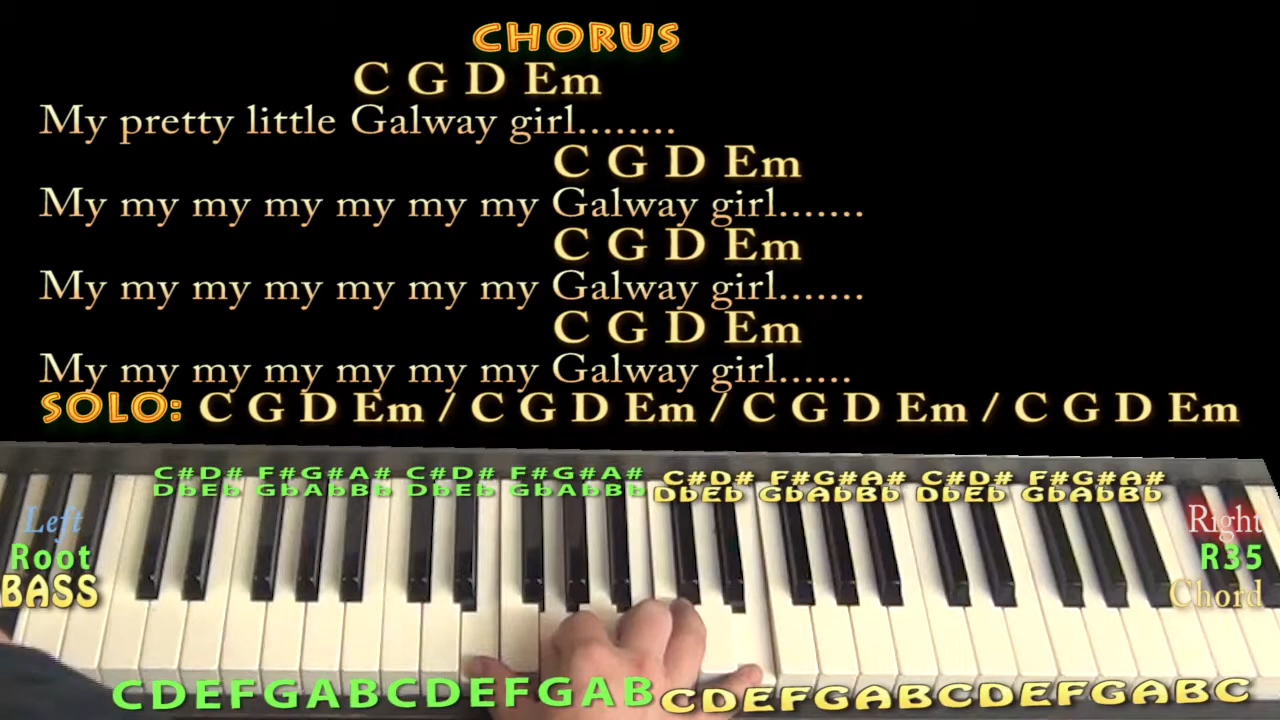 CHORUS
C G D Em
My pretty little Galway girl........
C G D Em
My my my my my my my Galway girl.......
C G D Em
My my my my my my my Galway girl.......
C G D Em
My my my my my my my Galway girl......
SOLO: C G D Em / C G D Em / C G D Em / C G D Em
C#D# F#G#A# C#D# F#G#A# C#D# F#G#A# C#D# F#G#A#
DbEb GbAbBb DbEb GbAbBb DbEb GbAbBb DbEb GbAbBb
Left
Root
BASS
Right
R35
Chord
CDEFGABCDEFGAB CDEFGABCDEFGABC